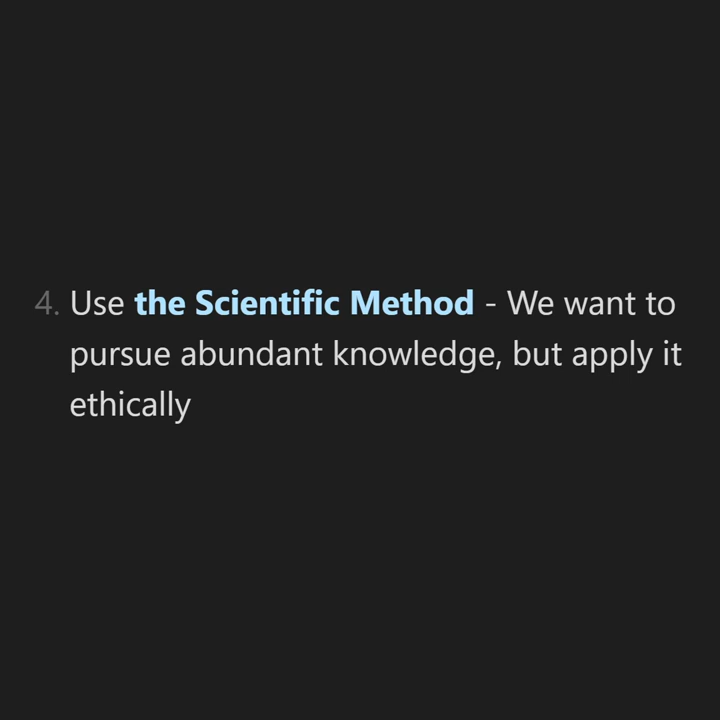 4. Use the Scientific Method - We want to
pursue abundant knowledge, but apply it
ethically